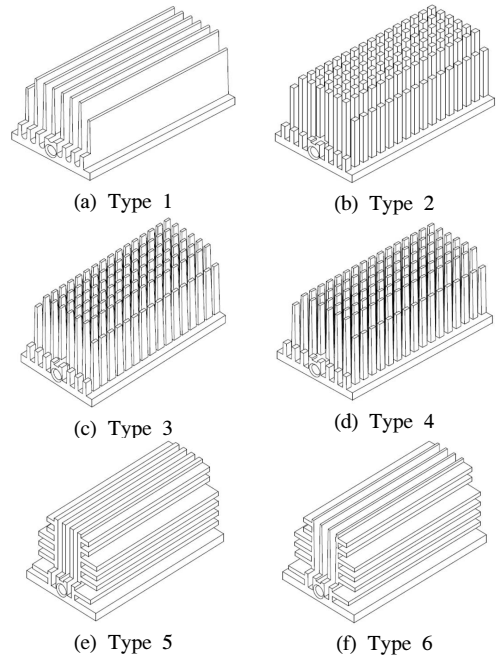 (a) Type 1
(b) Type 2
(c) Type 3
(d) Type 4
(e) Type 5
(f) Type 6